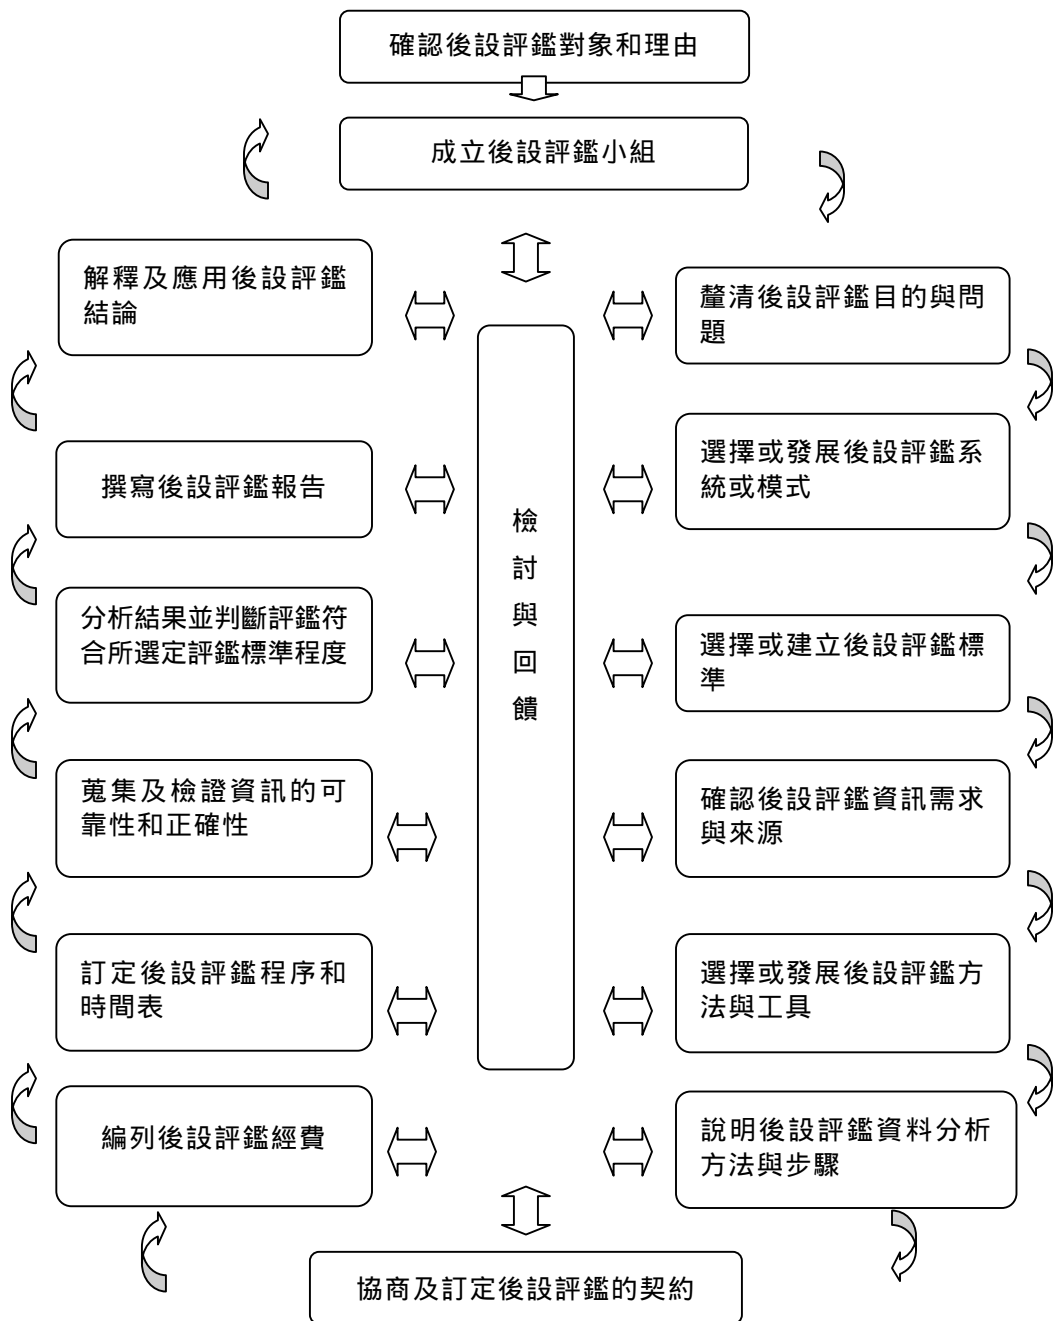 確認後設評鑑對象和理由
成立後設評鑑小組
解釋及應用後設評鑑
結論
釐清後設評鑑目的與問
題
撰寫後設評鑑報告
選擇或發展後設評鑑系
統或模式
檢
討
與
回
饋
分析結果並判斷評鑑符
合所選定評鑑標準程度
選擇或建立後設評鑑標
準
蒐集及檢證資訊的可
靠性和正確性
確認後設評鑑資訊需求
與來源
訂定後設評鑑程序和
時間表
選擇或發展後設評鑑方
法與工具
編列後設評鑑經費
說明後設評鑑資料分析
方法與步驟
協商及訂定後設評鑑的契約